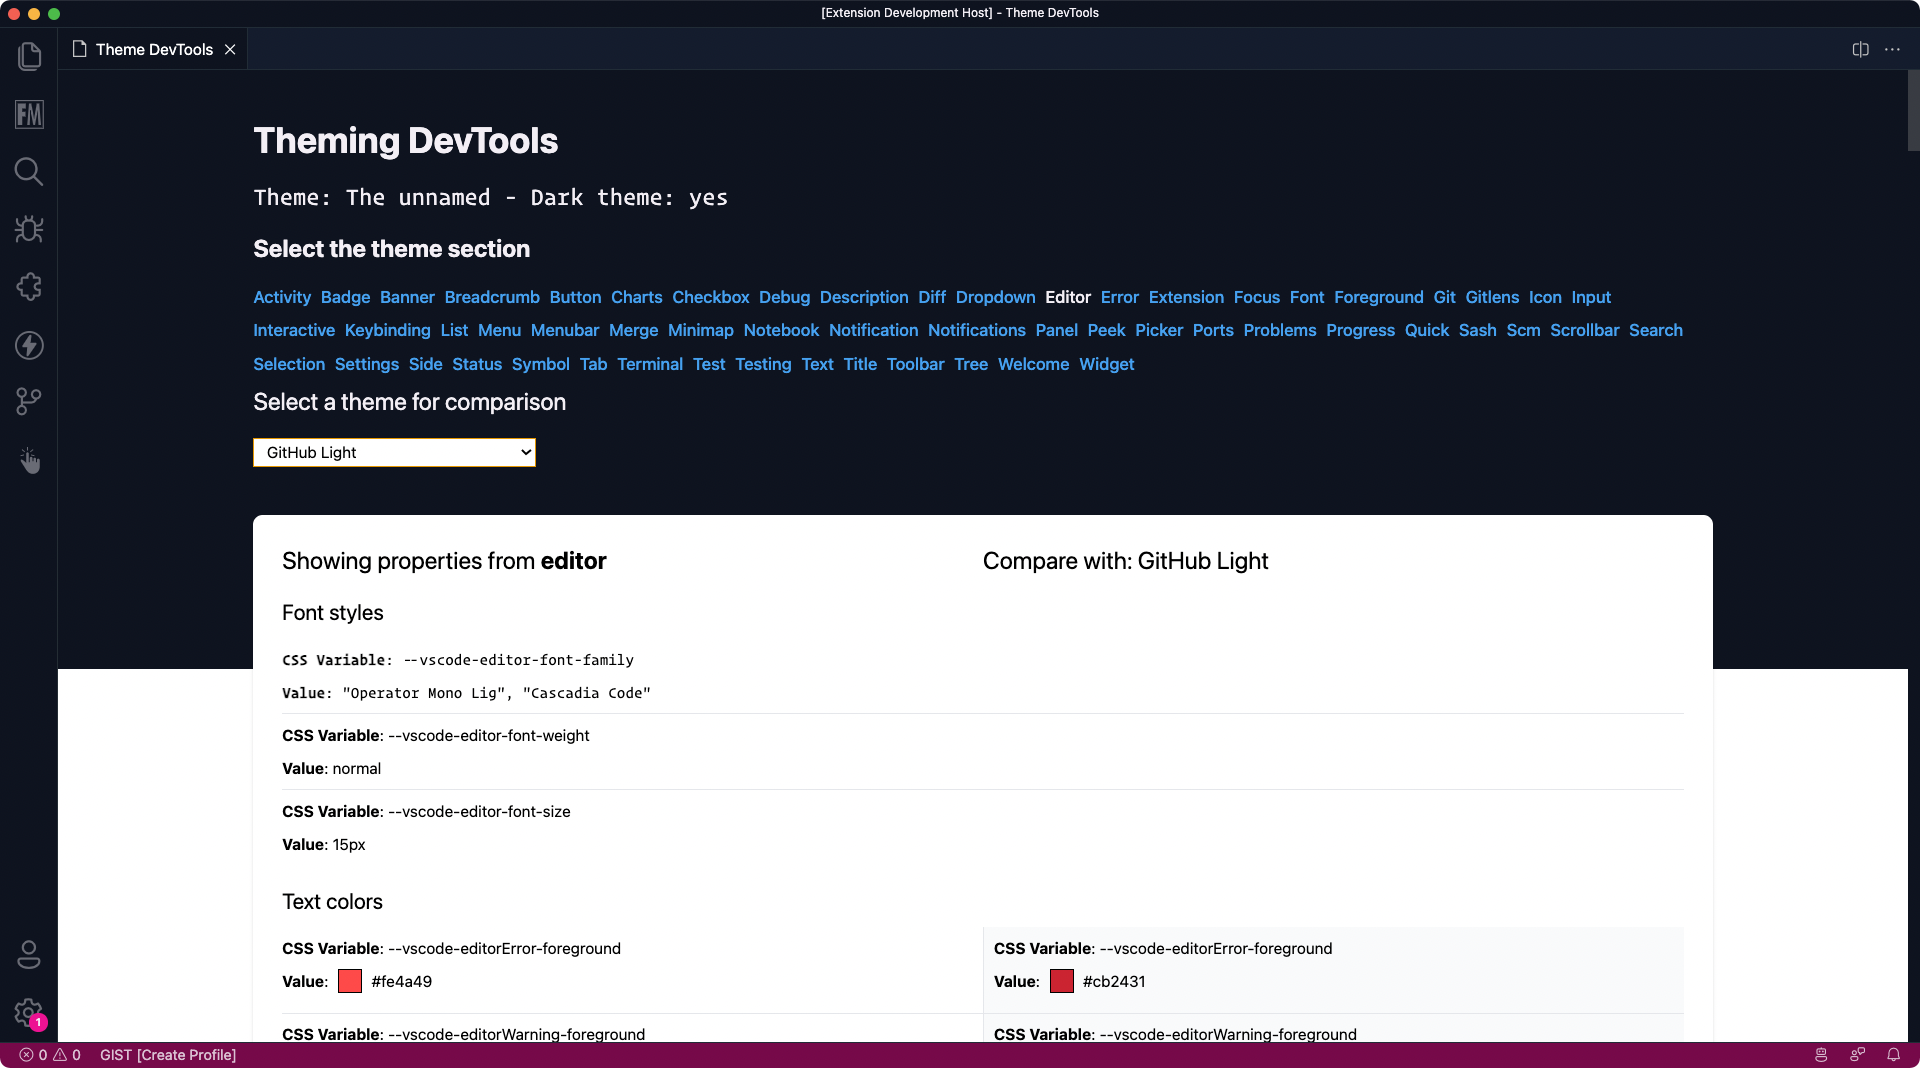 [Extension Development Host] - Theme DevTools
Theme DevTools
FM
Theming DevTools
Theme: The unnamed - Dark theme: yes
Select the theme section
Activity Badge Banner Breadcrumb Button Charts Checkbox Debug Description Diff Dropdown Editor Error Extension Focus Font Foreground Git Gitlens Icon Input
Interactive Keybinding List Menu Menubar Merge Minimap Notebook Notification Notifications Panel Peek Picker Ports Problems Progress Quick Sash Scm Scrollbar Search
Selection Settings Side Status Symbol Tab Terminal Test Testing Text Title Toolbar Tree Welcome Widget
Select a theme for comparison
GitHub Light
Showing properties from editor
Compare with: GitHub Light
Font styles
CSS Variable: --vscode-editor-font-family
Value: "Operator Mono Lig", "Cascadia Code"
CSS Variable: --vscode-editor-font-weight
Value: normal
CSS Variable: --vscode-editor-font-size
Value: 15px
Text colors
CSS Variable: --vscode-editorError-foreground
Value: #fe4a49
CSS Variable: --vscode-editorError-foreground
Value: #cb2431
CSS Variable: --vscode-editorWarning-foreground
CSS Variable: --vscode-editorWarning-foreground
1
0 0 GIST [Create Profile]